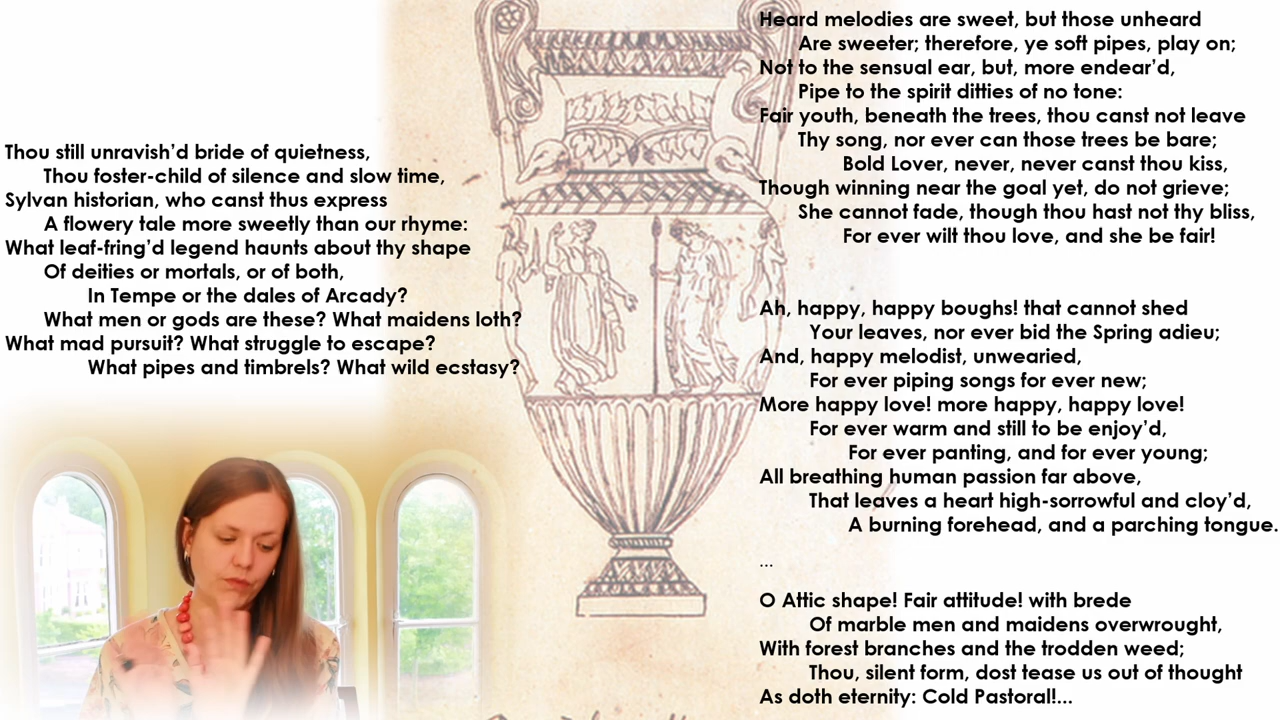 Thou still unravish’d bride of quietness,
Thou foster-child of silence and slow time,
Sylvan historian, who canst thus express
A flowery tale more sweetly than our rhyme:
What leaf-fring’d legend haunts about thy shape
Of deities or mortals, or of both,
In Tempe or the dales of Arcady?
What men or gods are these? What maidens loth?
What mad pursuit? What struggle to escape?
What pipes and timbrels? What wild ecstasy?
Heard melodies are sweet, but those unheard
Are sweeter; therefore, ye soft pipes, play on;
Not to the sensual ear, but, more endear’d,
Pipe to the spirit ditties of no tone:
Fair youth, beneath the trees, thou canst not leave
Thy song, nor ever can those trees be bare;
Bold Lover, never, never canst thou kiss,
Though winning near the goal yet, do not grieve;
She cannot fade, though thou hast not thy bliss,
For ever wilt thou love, and she be fair!
Ah, happy, happy boughs! that cannot shed
Your leaves, nor ever bid the Spring adieu;
And, happy melodist, unwearied,
For ever piping songs for ever new;
More happy love! more happy, happy love!
For ever warm and still to be enjoy’d,
For ever panting, and for ever young;
All breathing human passion far above,
That leaves a heart high-sorrowful and cloy’d,
A burning forehead, and a parching tongue.
...
O Attic shape! Fair attitude! with brede
Of marble men and maidens overwrought,
With forest branches and the trodden weed;
Thou, silent form, dost tease us out of thought
As doth eternity: Cold Pastoral!...